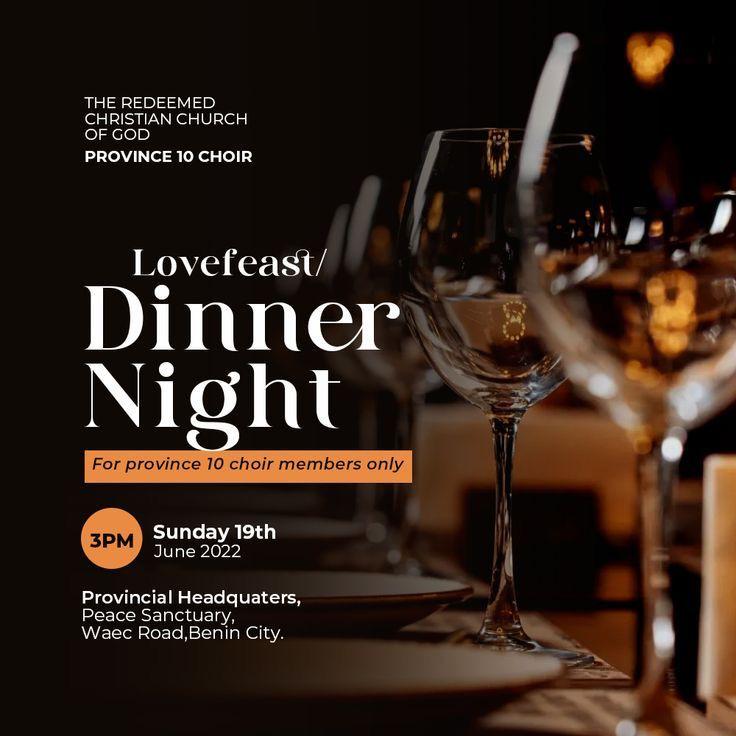 THE REDEEMED
CHRISTIAN CHURCH
OF GOD
PROVINCE 10 CHOIR
Lovefeast/
Dinner
Night
For province 10 choir members only
3PM
Sunday 19th
June 2022
Provincial Headquaters,
Peace Sanctuary,
Waec Road,Benin City.